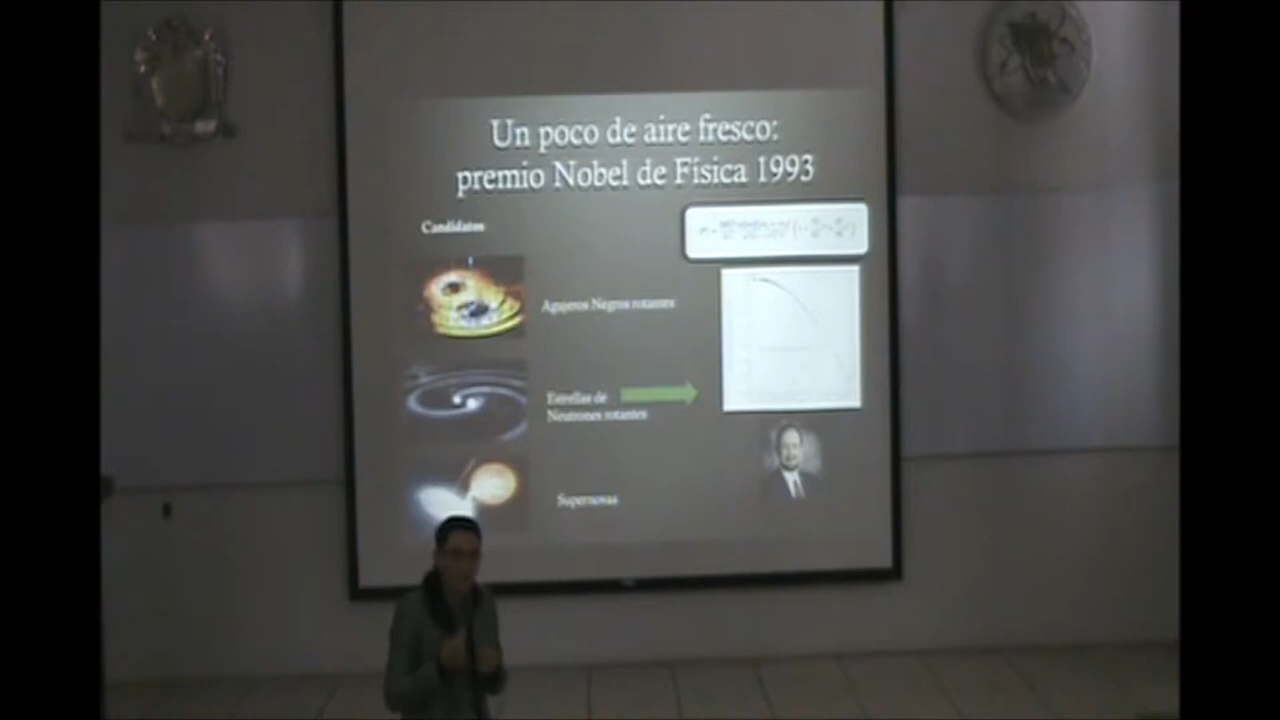 Un poco de aire fresco:
premio Nobel de Física 1993
Candidatos
Agujeros Negros rotantes
Estrellas de
Neutrones rotantes
Supernovas